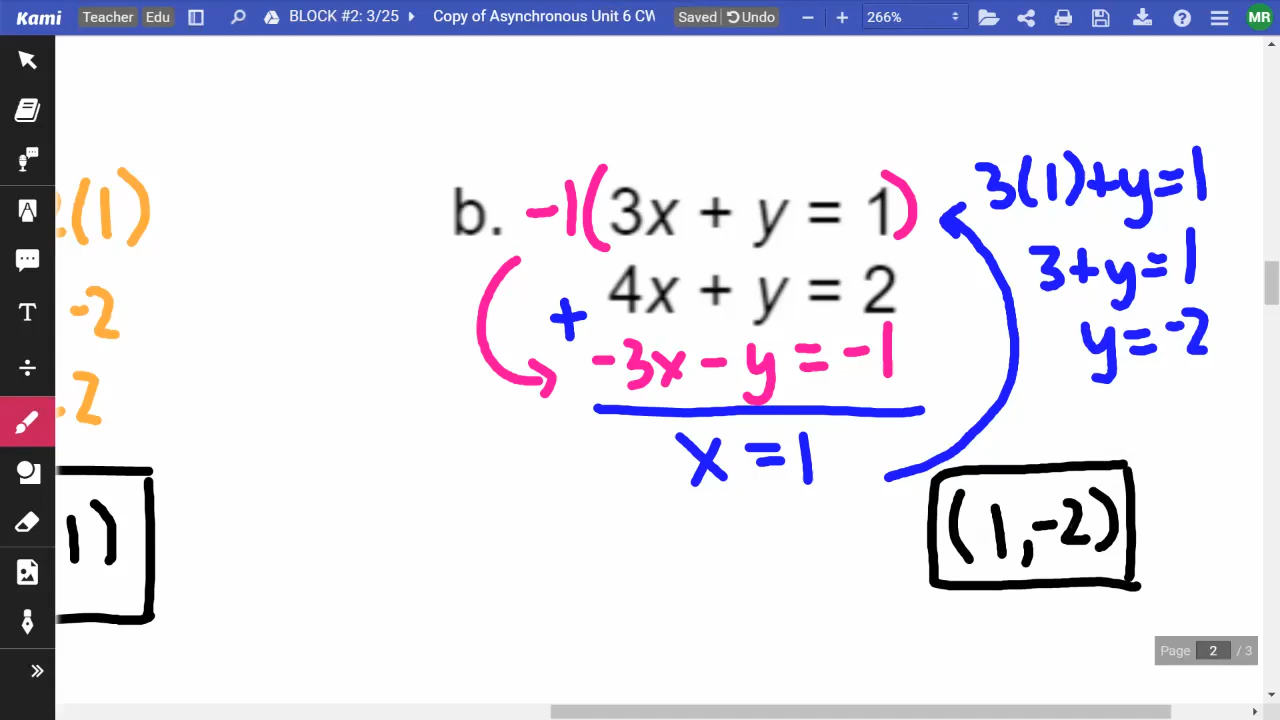 Kami Teacher Edu BLOCK #2: 3/25 Copy of Asynchronous Unit 6 CW Saved Undo 266% MR
(1)
-2
2
1)
b. -1(3x + y = 1)
4x + y = 2
+
-3x - y = -1
x = 1
3(1)+y=1
3+y=1
y=-2
(1,-2)
Page 2 / 3